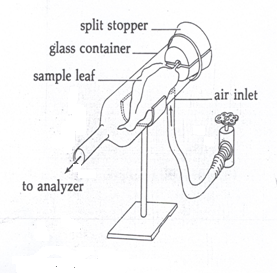 split stopper
glass container
sample leaf
air inlet
to analyzer